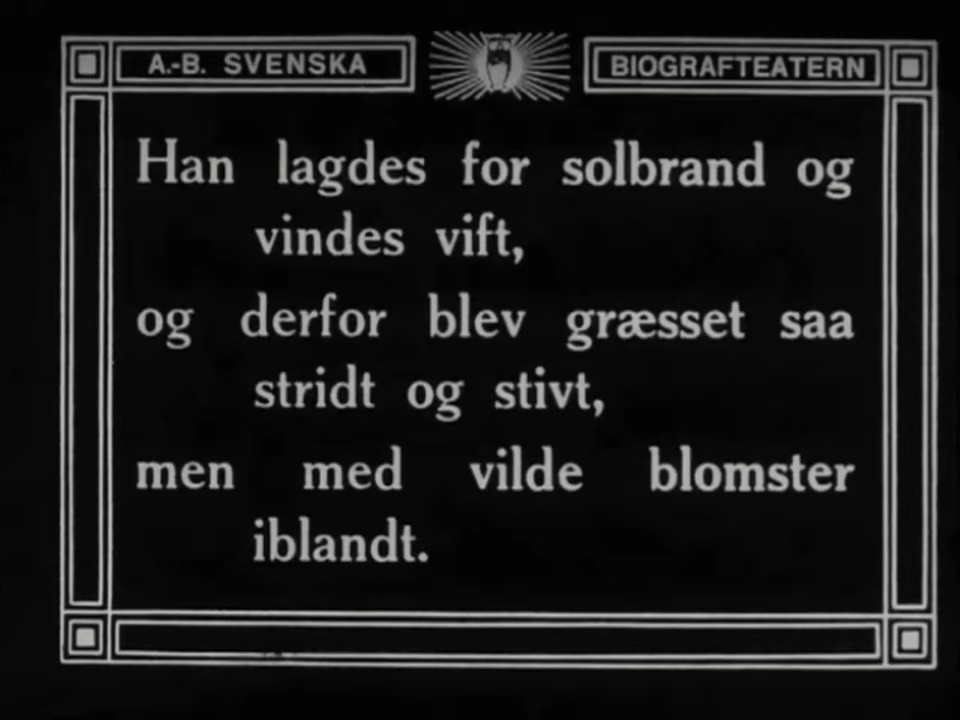 A.-B. SVENSKA BIOGRAFTEATERN
Han lagdes for solbrand og
vindes vift,
og derfor blev græsset saa
stridt og stivt,
men med vilde blomster
iblandt.